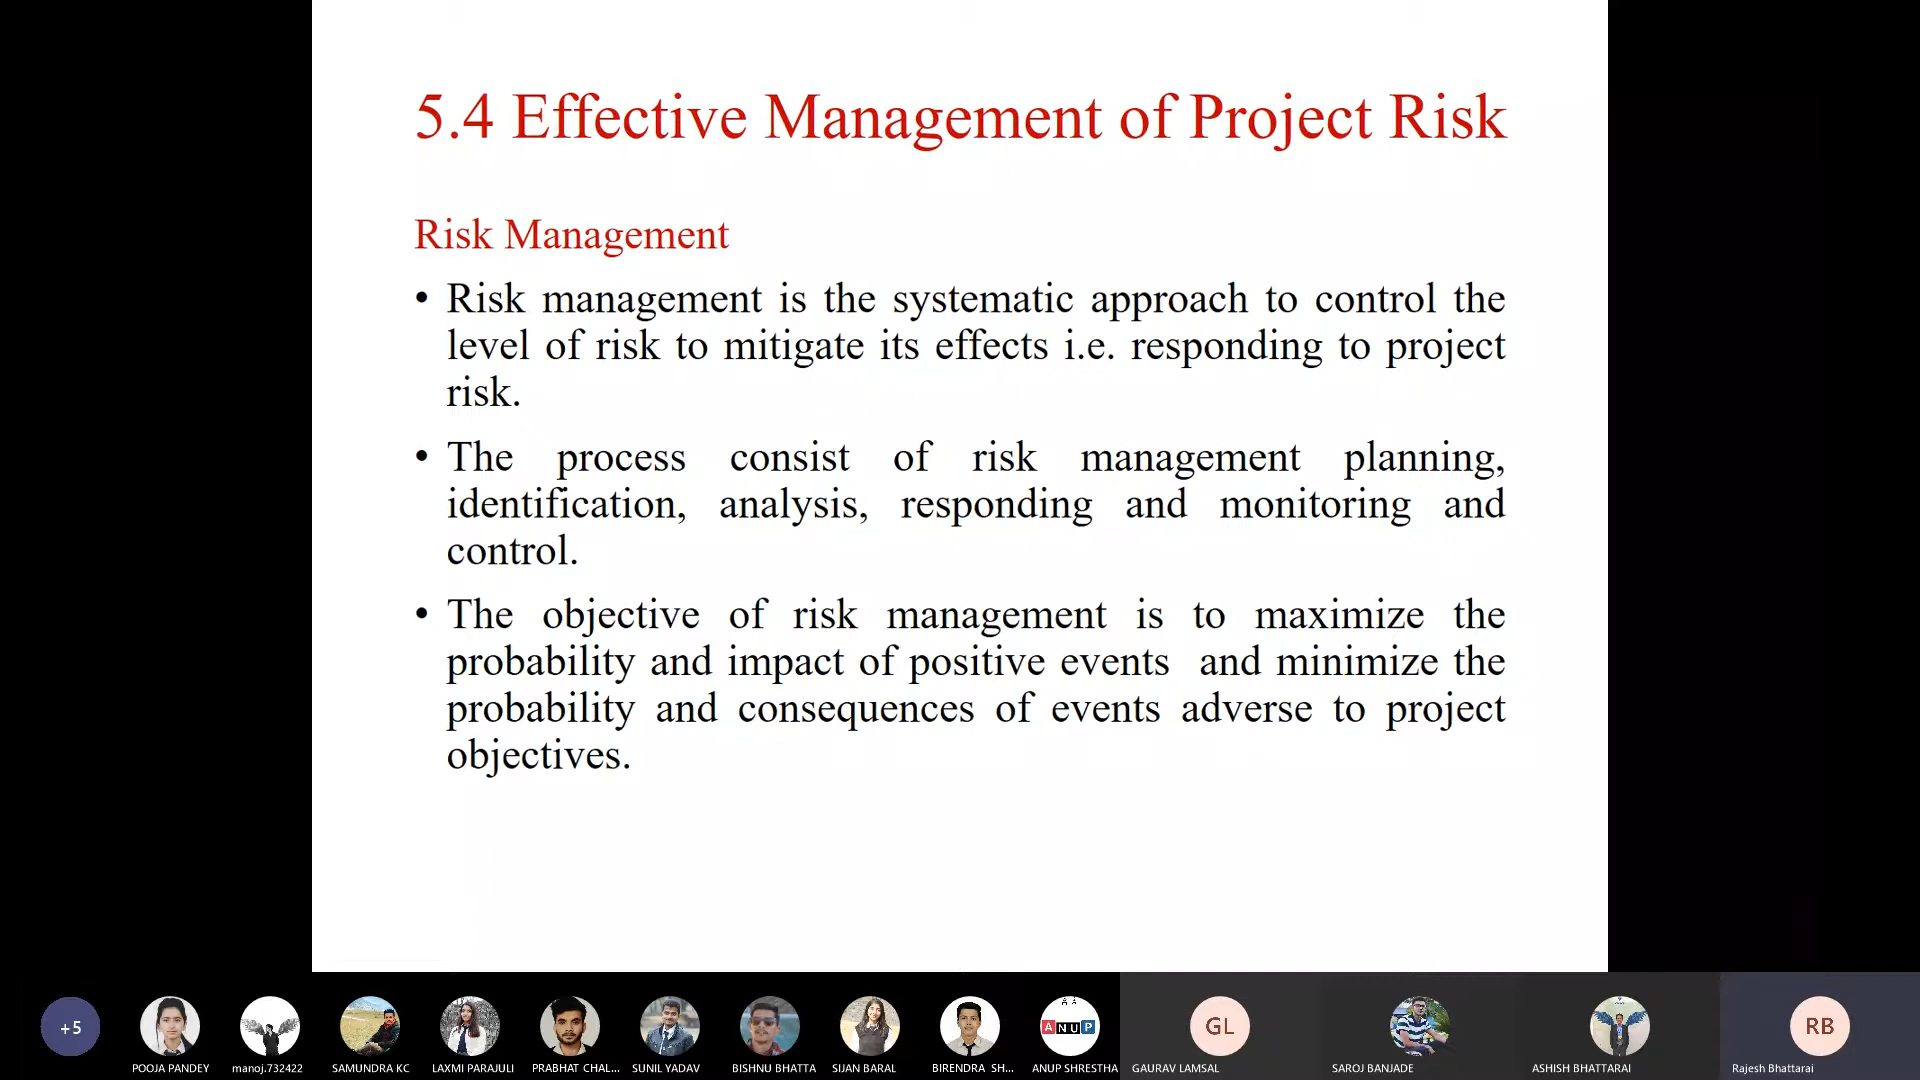 5.4 Effective Management of Project Risk
Risk Management
• Risk management is the systematic approach to control the
level of risk to mitigate its effects i.e. responding to project
risk.
• The process consist of risk management planning,
identification, analysis, responding and monitoring and
control.
• The objective of risk management is to maximize the
probability and impact of positive events and minimize the
probability and consequences of events adverse to project
objectives.
+5
ANUP
GL
RB
POOJA PANDEY
manoj.732422
SAMUNDRA KC
LAXMI PARAJULI
PRABHAT CHAL...
SUNIL YADAV
BISHNU BHATTA
SIJAN BARAL
BIRENDRA SH...
ANUP SHRESTHA
GAURAV LAMSAL
SAROJ BANJADE
ASHISH BHATTARAI
Rajesh Bhattarai